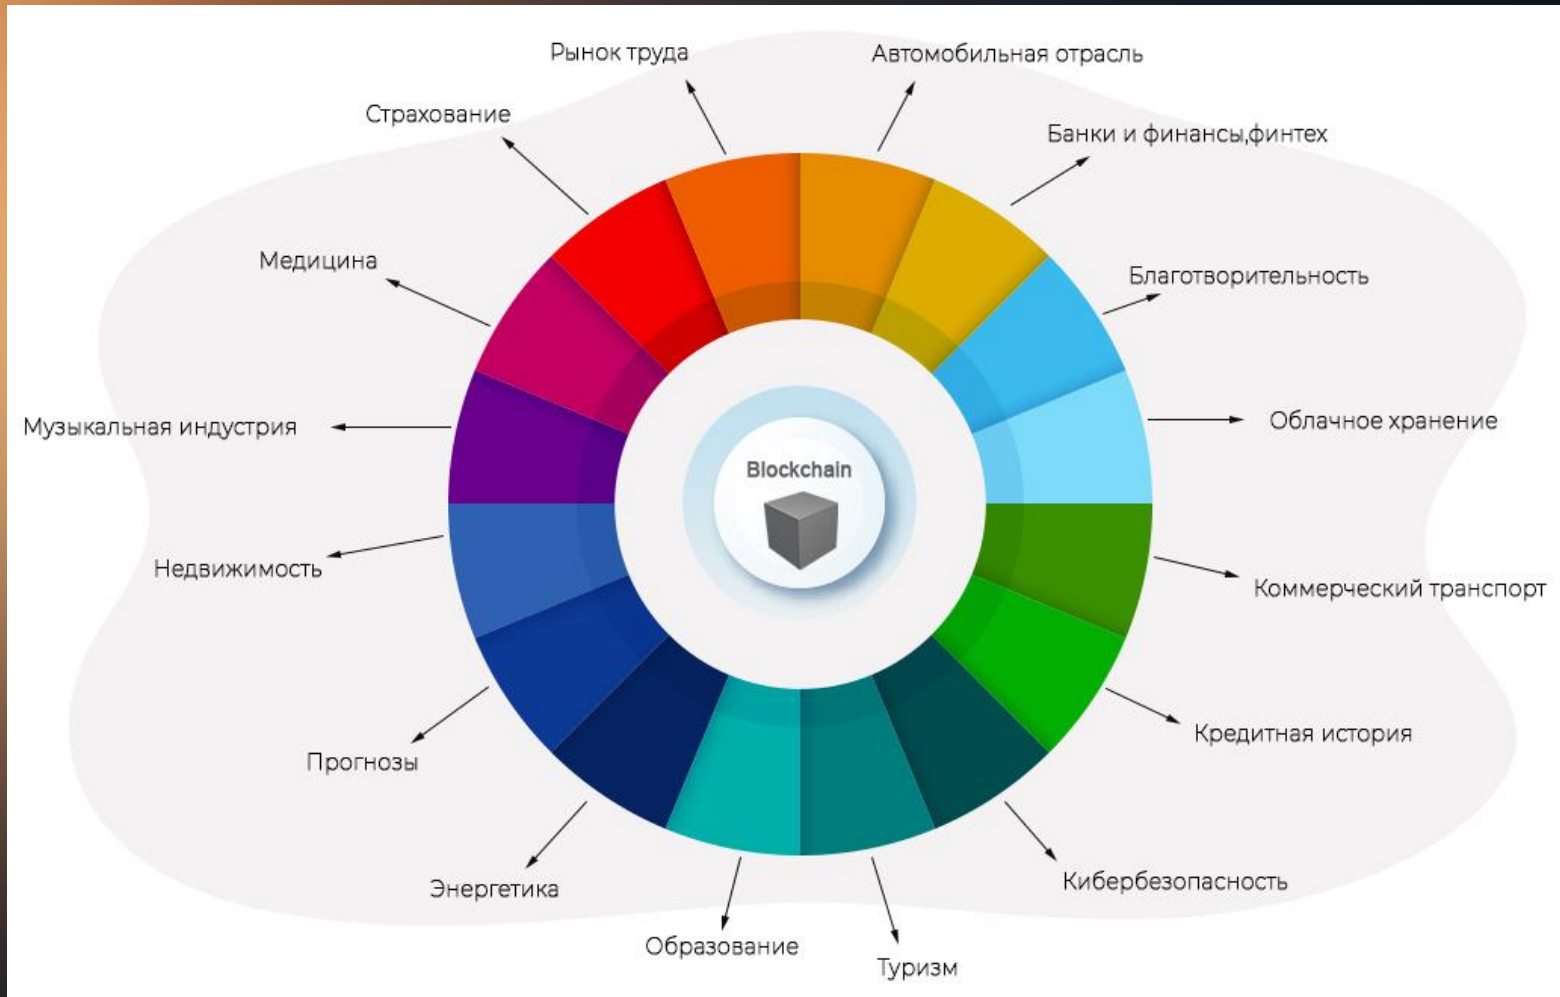 Рынок труда
Автомобильная отрасль
Страхование
Банки и финансы,финтех
Медицина
Благотворительность
Музыкальная индустрия
Облачное хранение
Blockchain
Недвижимость
Коммерческий транспорт
Прогнозы
Кредитная история
Энергетика
Кибербезопасность
Образование
Туризм